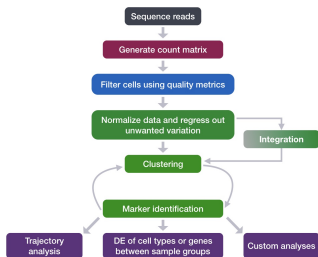 Sequence reads
Generate count matrix
Filter cells using quality metrics
Normalize data and regress out
unwanted variation
Integration
Clustering
Marker identification
Trajectory
analysis
DE of cell types or genes
between sample groups
Custom analyses